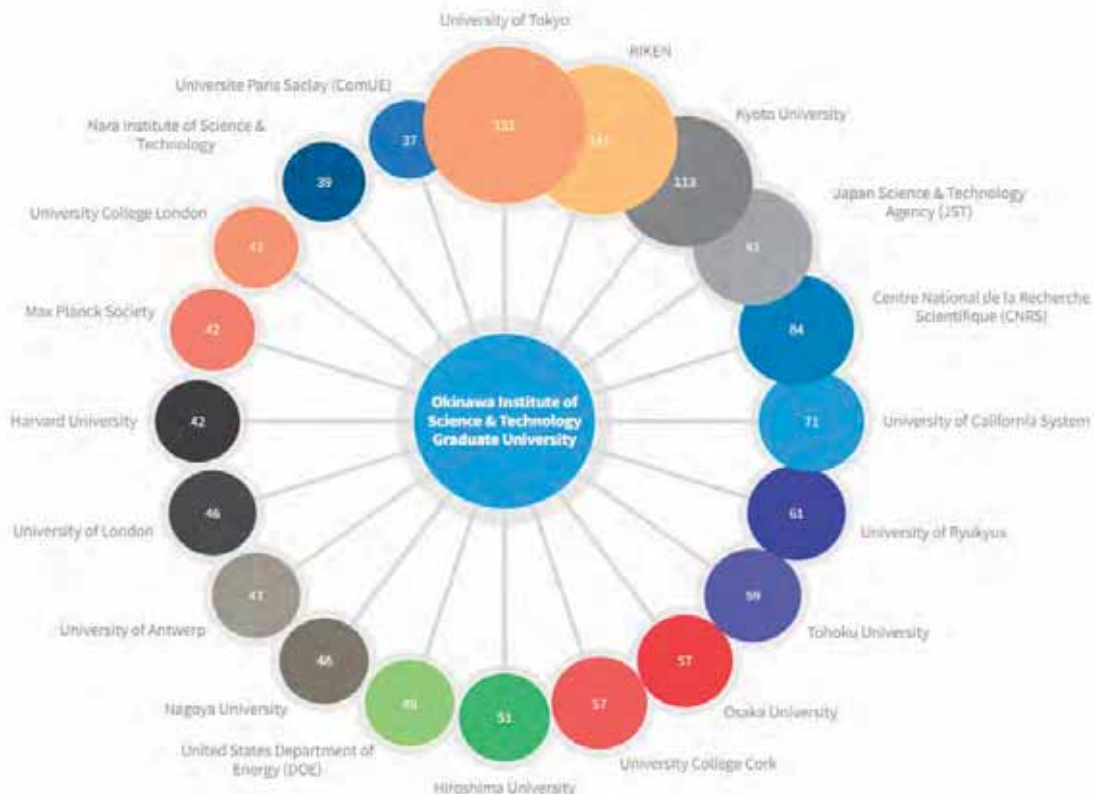 University of Tokyo
RIKEN
Kyoto University
113
Japan Science & Technology
Agency (JST)
Centre National de la Recherche
Scientifique (CNRS)
84
University of California System
71
University of Ryukyus
61
Tohoku University
59
Osaka University
57
University College Cork
57
Hiroshima University
51
United States Department of
Energy (DOE)
Nagoya University
University of Antwerp
University of London
46
Harvard University
42
Max Planck Society
42
University College London
Nara Institute of Science &
Technology
39
Universite Paris Saclay (ComUE)
37
Okinawa Institute of
Science & Technology
Graduate University